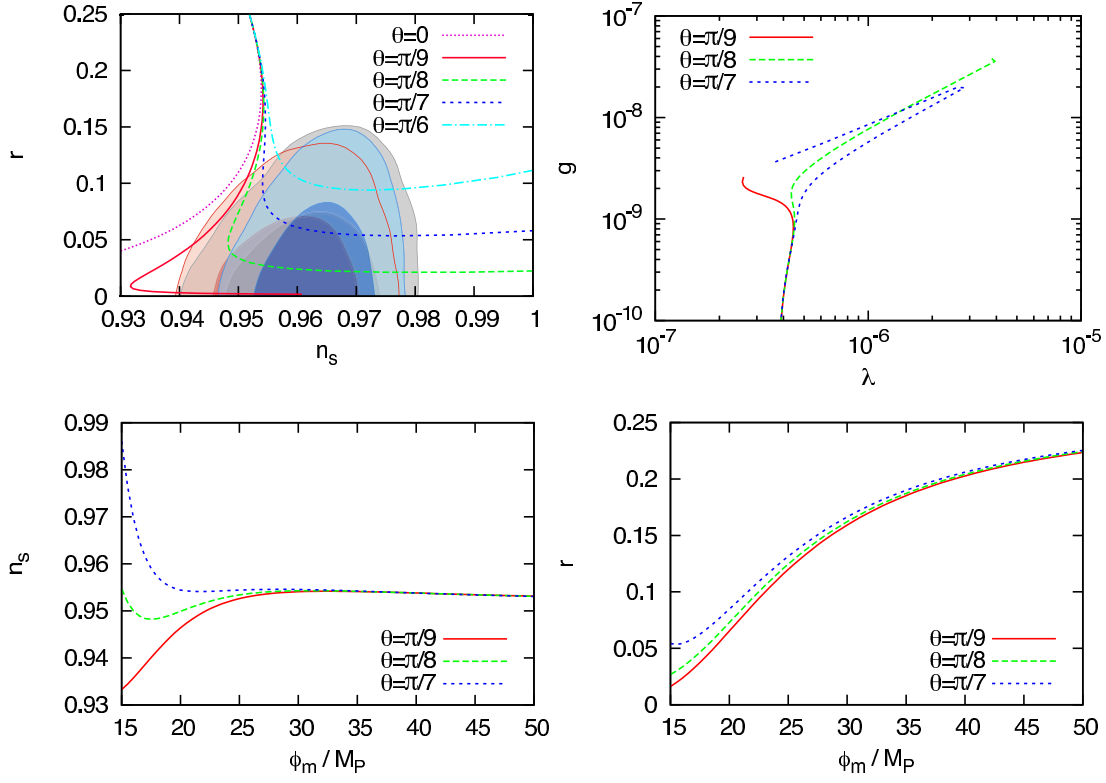 r
0.25
0.2
0.15
0.1
0.05
0
0.93 0.94 0.95 0.96 0.97 0.98 0.99 1
n_s
θ=0
θ=π/9
θ=π/8
θ=π/7
θ=π/6
g
10⁻⁷
10⁻⁸
10⁻⁹
10⁻¹⁰
10⁻⁷ 10⁻⁶ 10⁻⁵
λ
θ=π/9
θ=π/8
θ=π/7
n_s
0.99
0.98
0.97
0.96
0.95
0.94
0.93
15 20 25 30 35 40 45 50
ϕ_m / M_P
θ=π/9
θ=π/8
θ=π/7
r
0.25
0.2
0.15
0.1
0.05
0
15 20 25 30 35 40 45 50
ϕ_m / M_P
θ=π/9
θ=π/8
θ=π/7